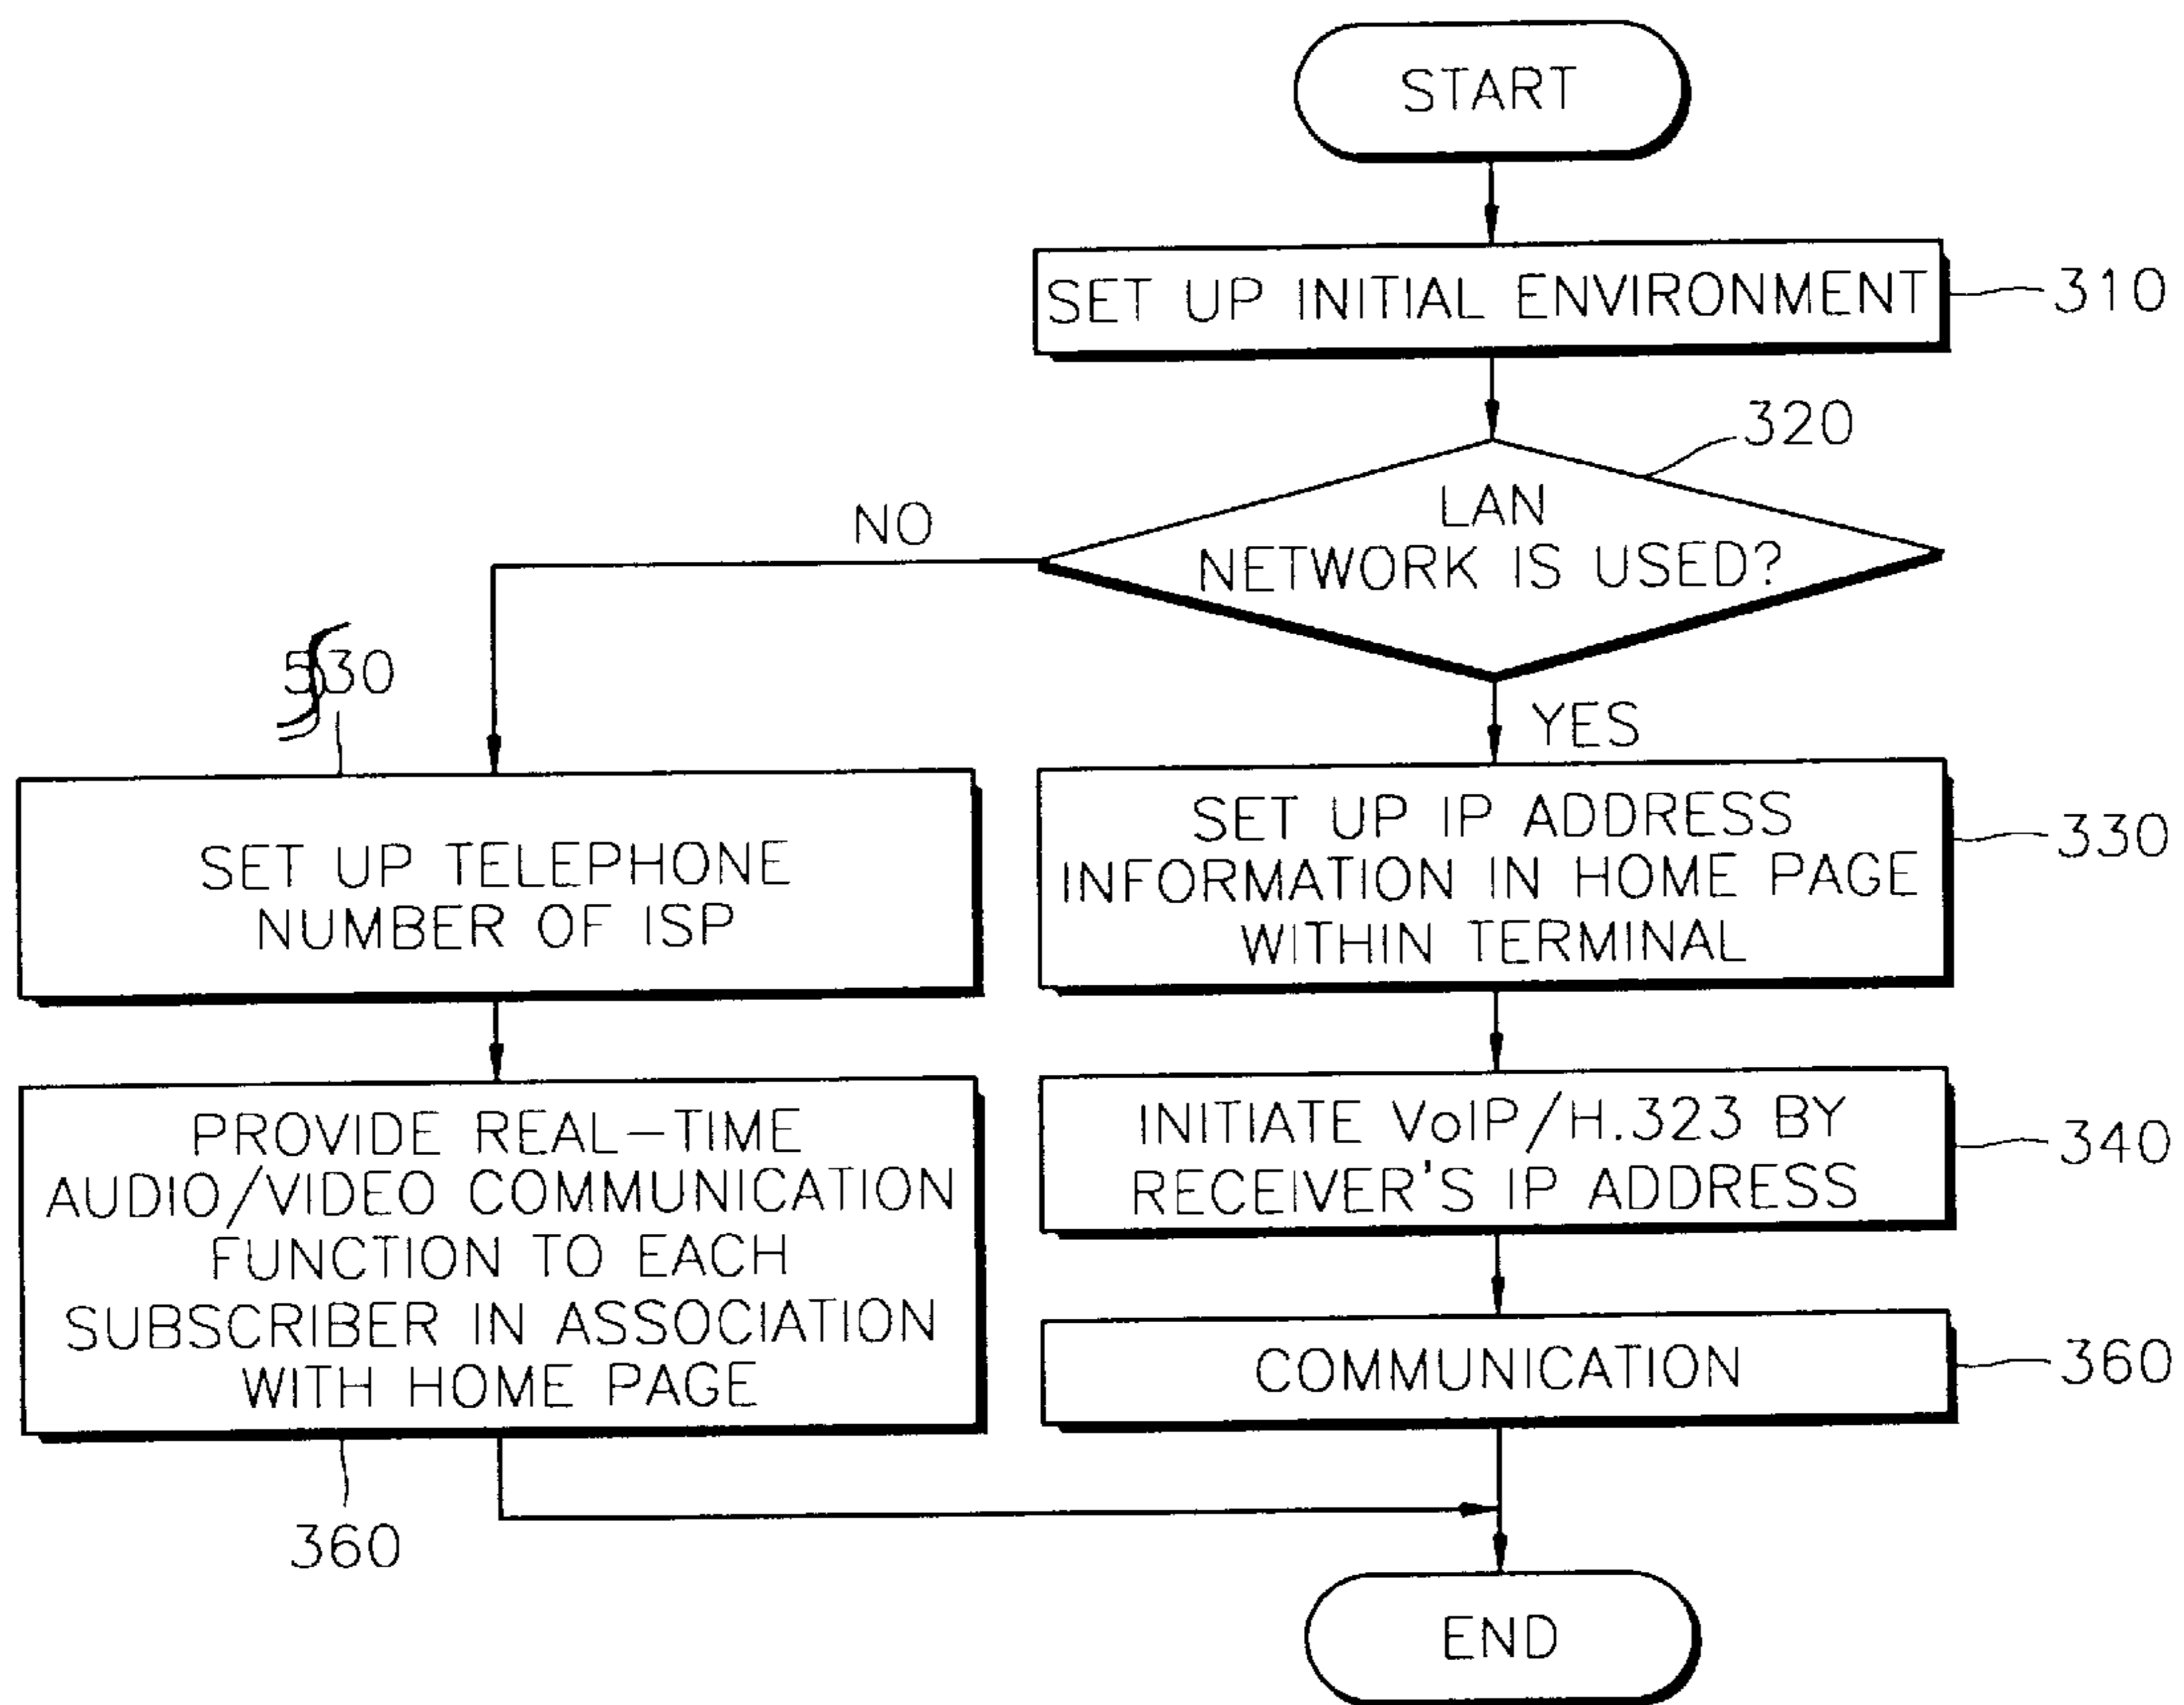 START
SET UP INITIAL ENVIRONMENT
310
320
LAN
NETWORK IS USED?
NO
YES
530
SET UP TELEPHONE
NUMBER OF ISP
SET UP IP ADDRESS
INFORMATION IN HOME PAGE
WITHIN TERMINAL
330
PROVIDE REAL-TIME
AUDIO/VIDEO COMMUNICATION
FUNCTION TO EACH
SUBSCRIBER IN ASSOCIATION
WITH HOME PAGE
360
INITIATE VoIP/H.323 BY
RECEIVER'S IP ADDRESS
340
COMMUNICATION
360
END